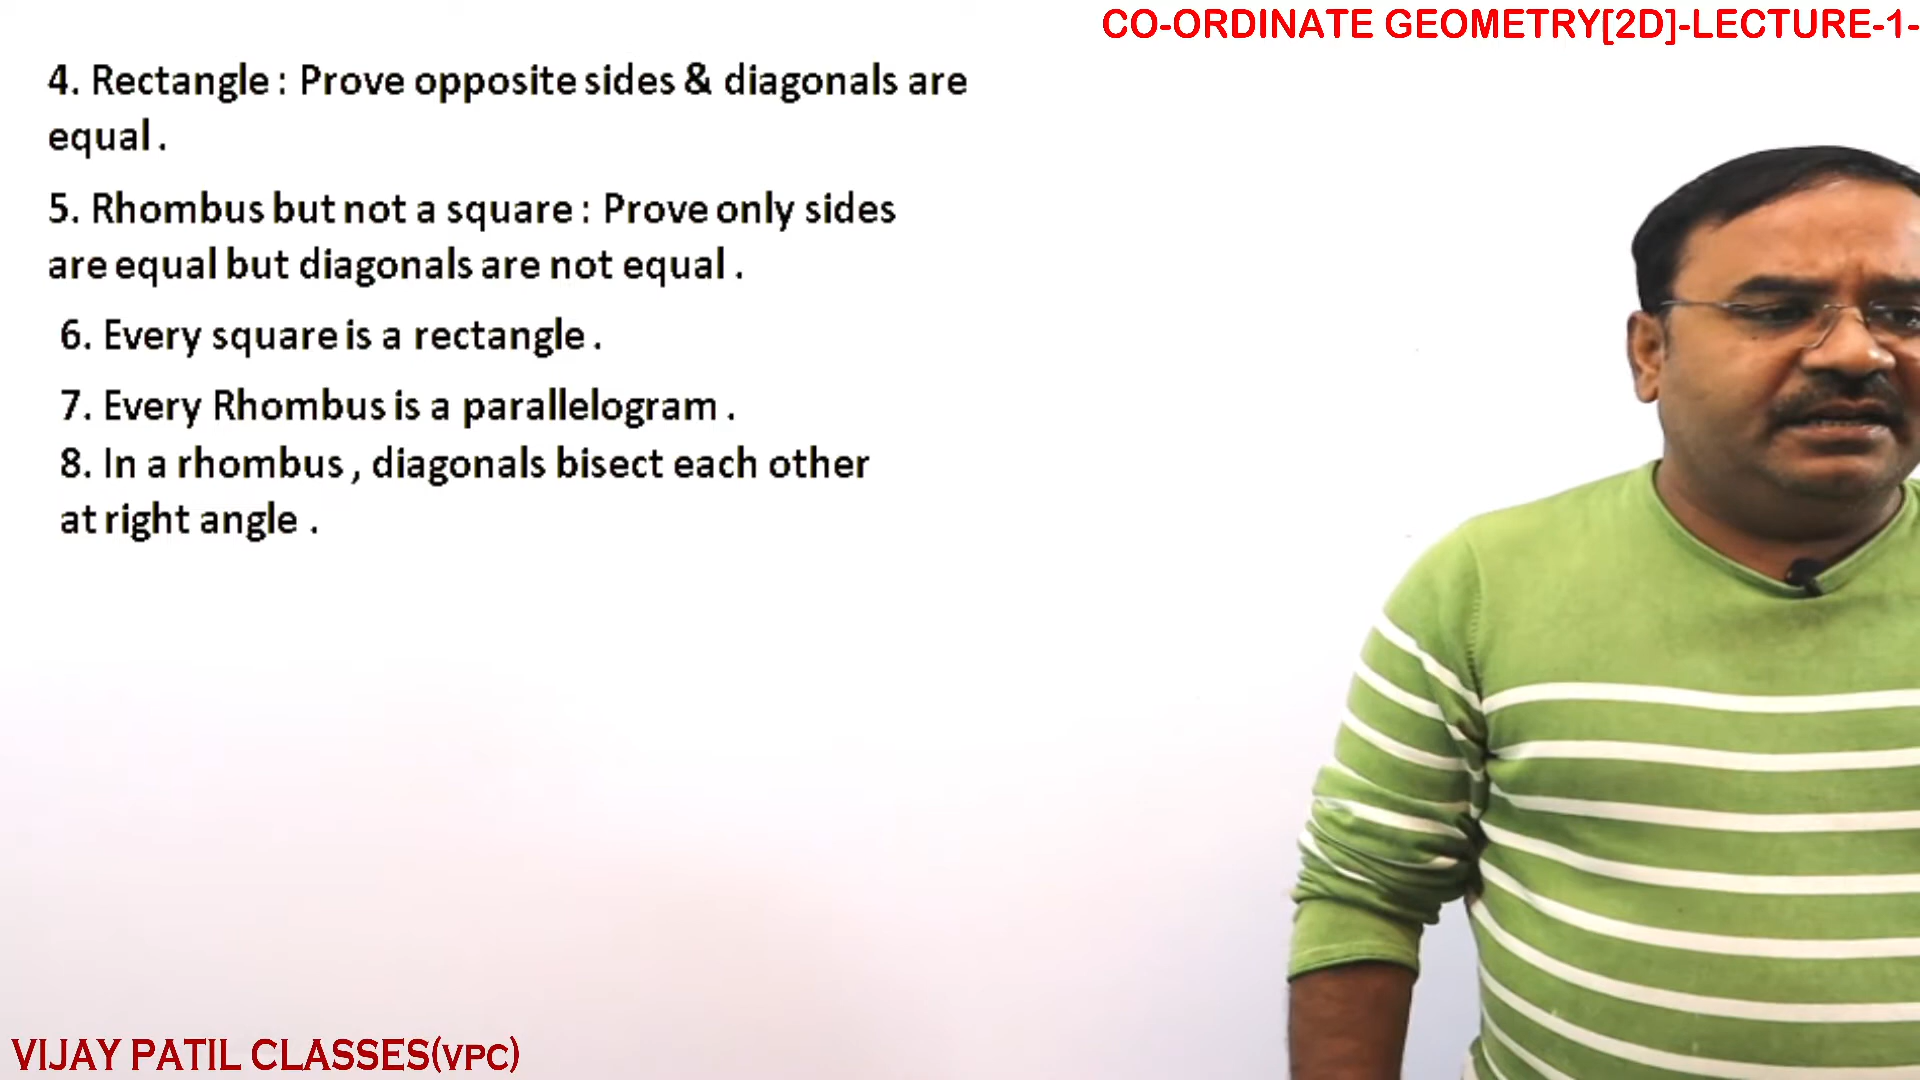 CO-ORDINATE GEOMETRY[2D]-LECTURE-1-
4. Rectangle : Prove opposite sides & diagonals are
equal .
5. Rhombus but not a square : Prove only sides
are equal but diagonals are not equal .
6. Every square is a rectangle .
7. Every Rhombus is a parallelogram .
8. In a rhombus , diagonals bisect each other
at right angle .
VIJAY PATIL CLASSES(VPC)